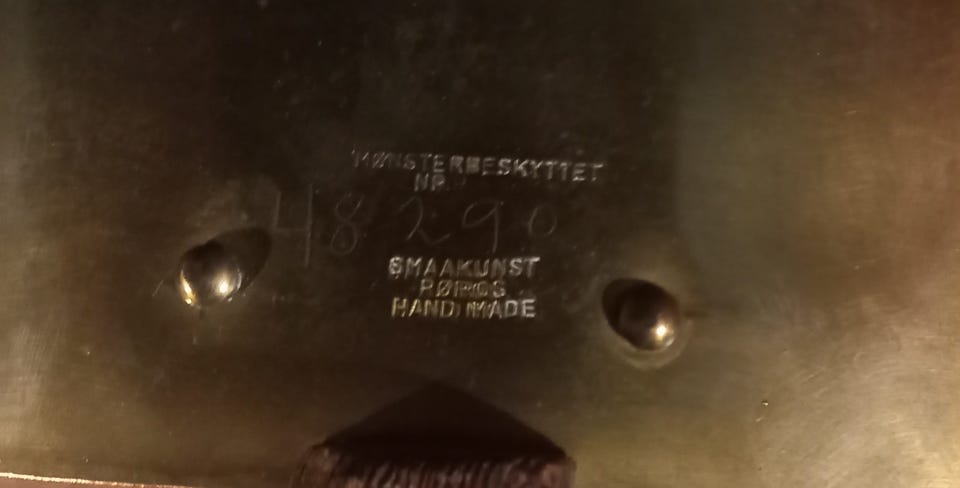 MØNSTERBESKYTTET
NR.
48290
SMAAKUNST
RØROS
HAND MADE